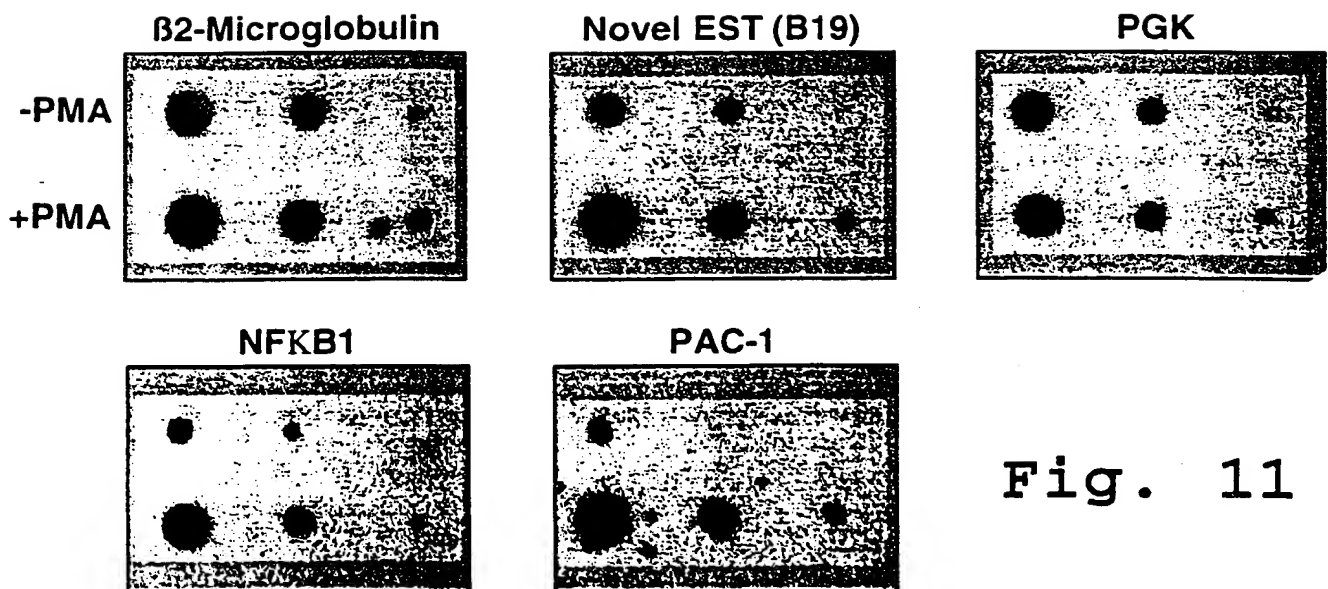 ß2-Microglobulin
Novel EST (B19)
PGK
-PMA
+PMA
NFKB1
PAC-1
Fig. 11